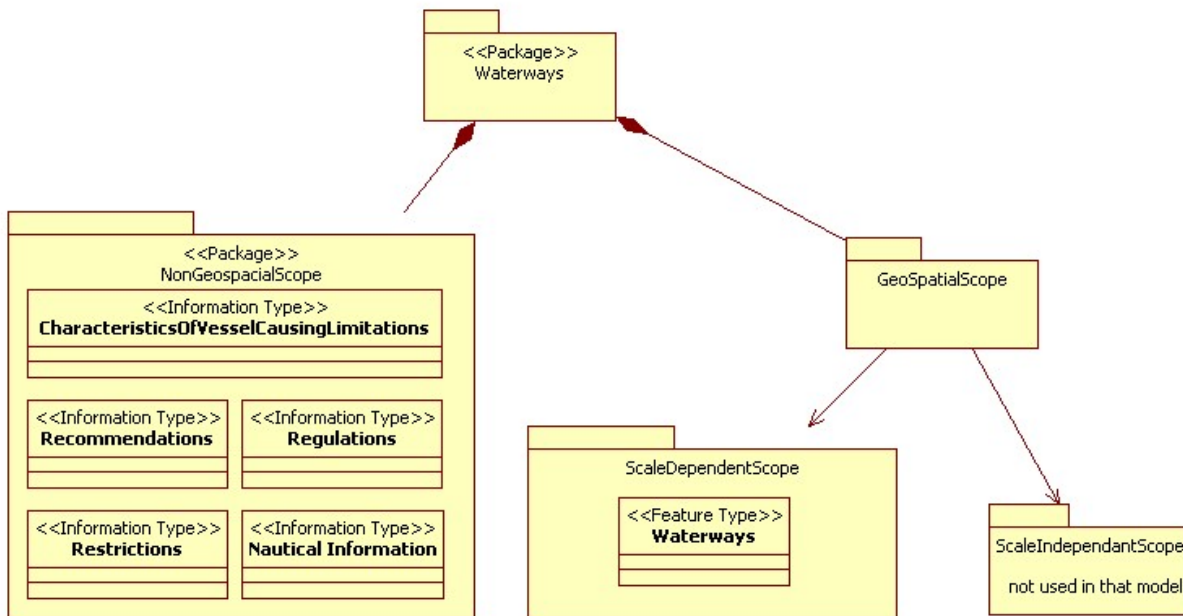 <<Package>>
Waterways
<<Package>>
NonGeospacialScope
<<Information Type>>
CharacteristicsOfVesselCausingLimitations
<<Information Type>>
Recommendations
<<Information Type>>
Regulations
<<Information Type>>
Restrictions
<<Information Type>>
Nautical Information
GeoSpatialScope
ScaleDependentScope
<<Feature Type>>
Waterways
ScaleIndependantScope
not used in that model